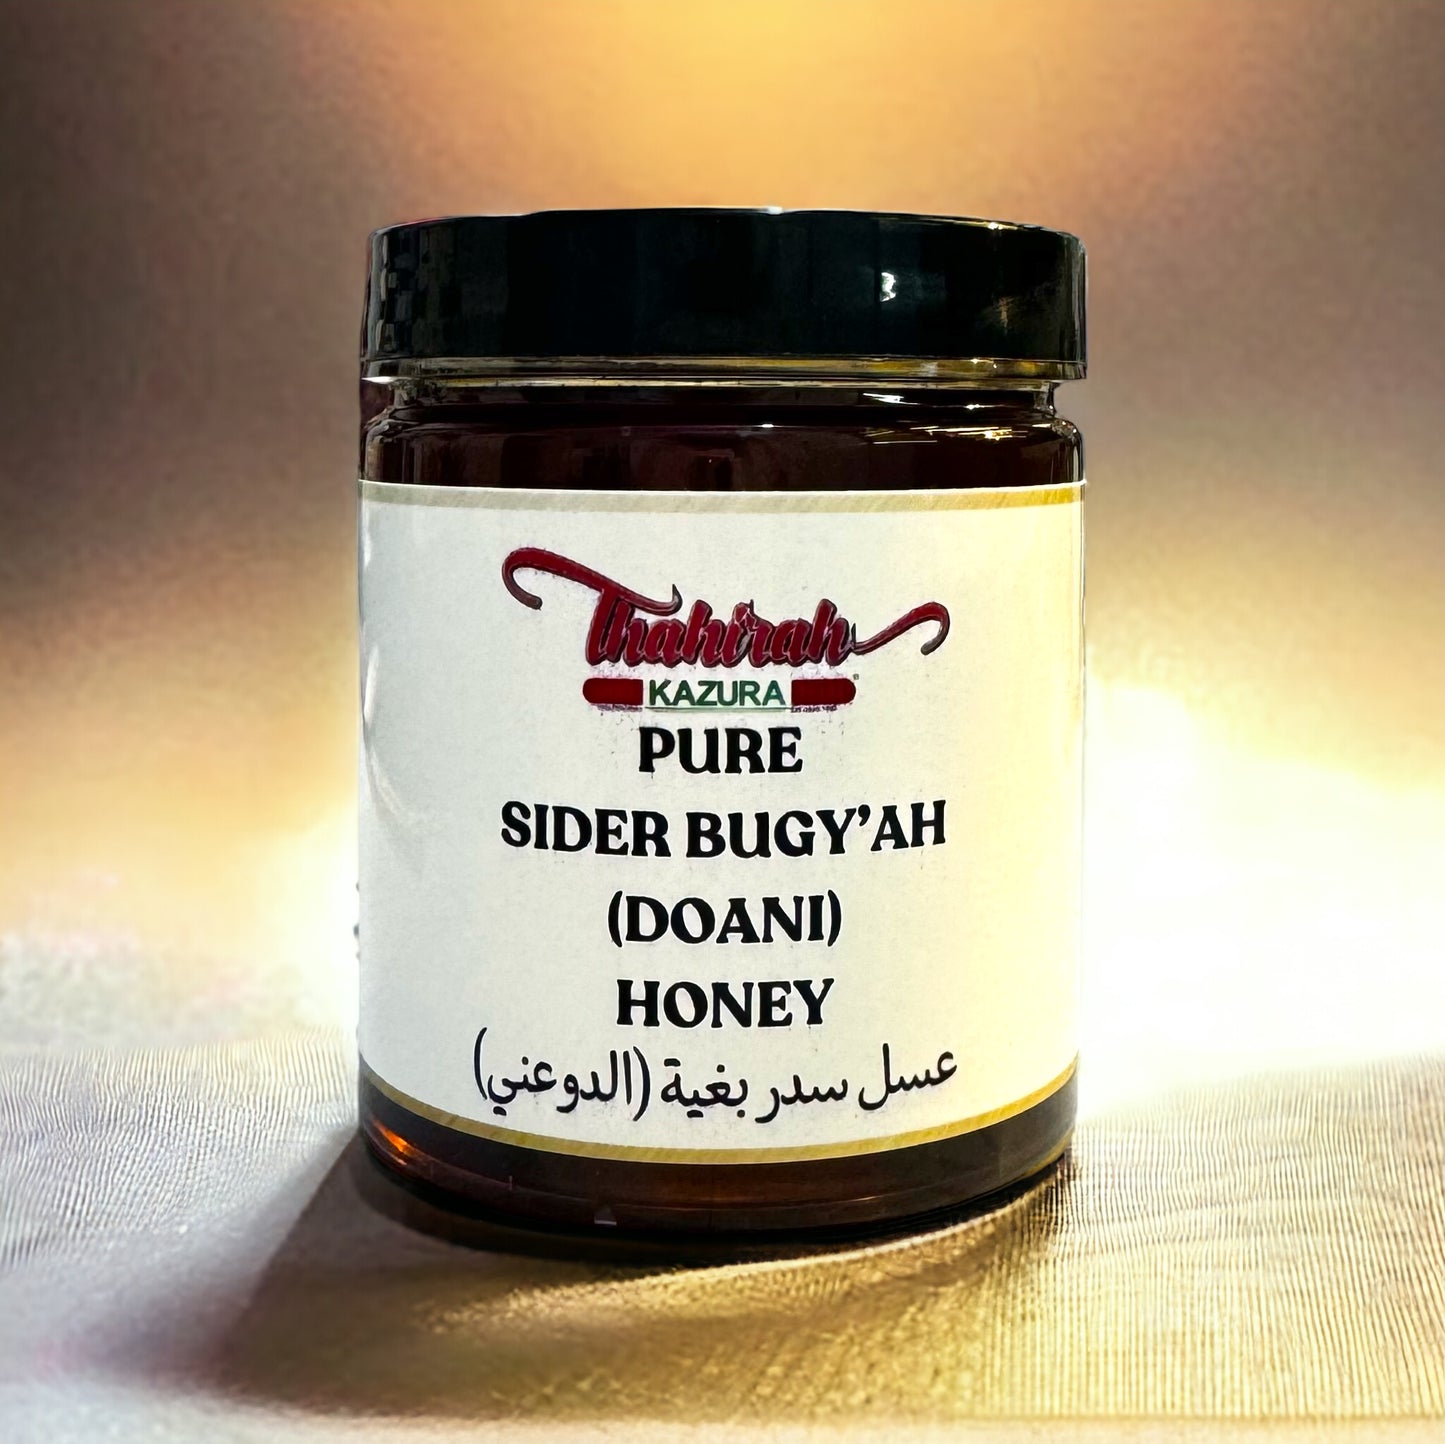 Thahirah
KAZURA
PURE
SIDER BUGY’AH
(DOANI)
HONEY
عسل سدر بغية (الدوعني)